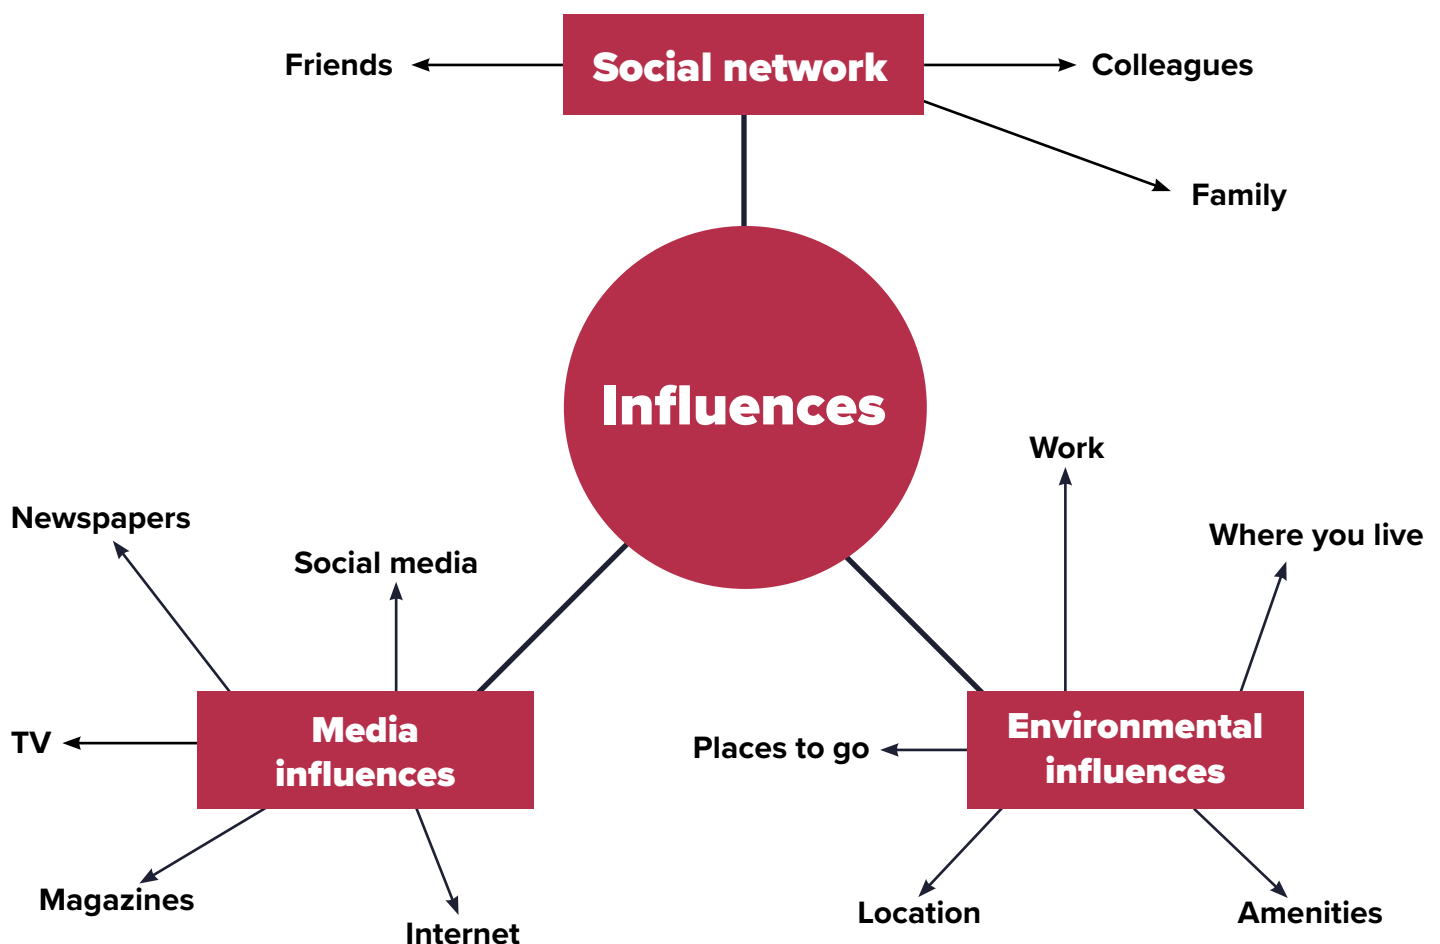 Social network
Friends
Colleagues
Family
Influences
Work
Newspapers
Where you live
Social media
Media
influences
Environmental
influences
TV
Places to go
Magazines
Location
Amenities
Internet